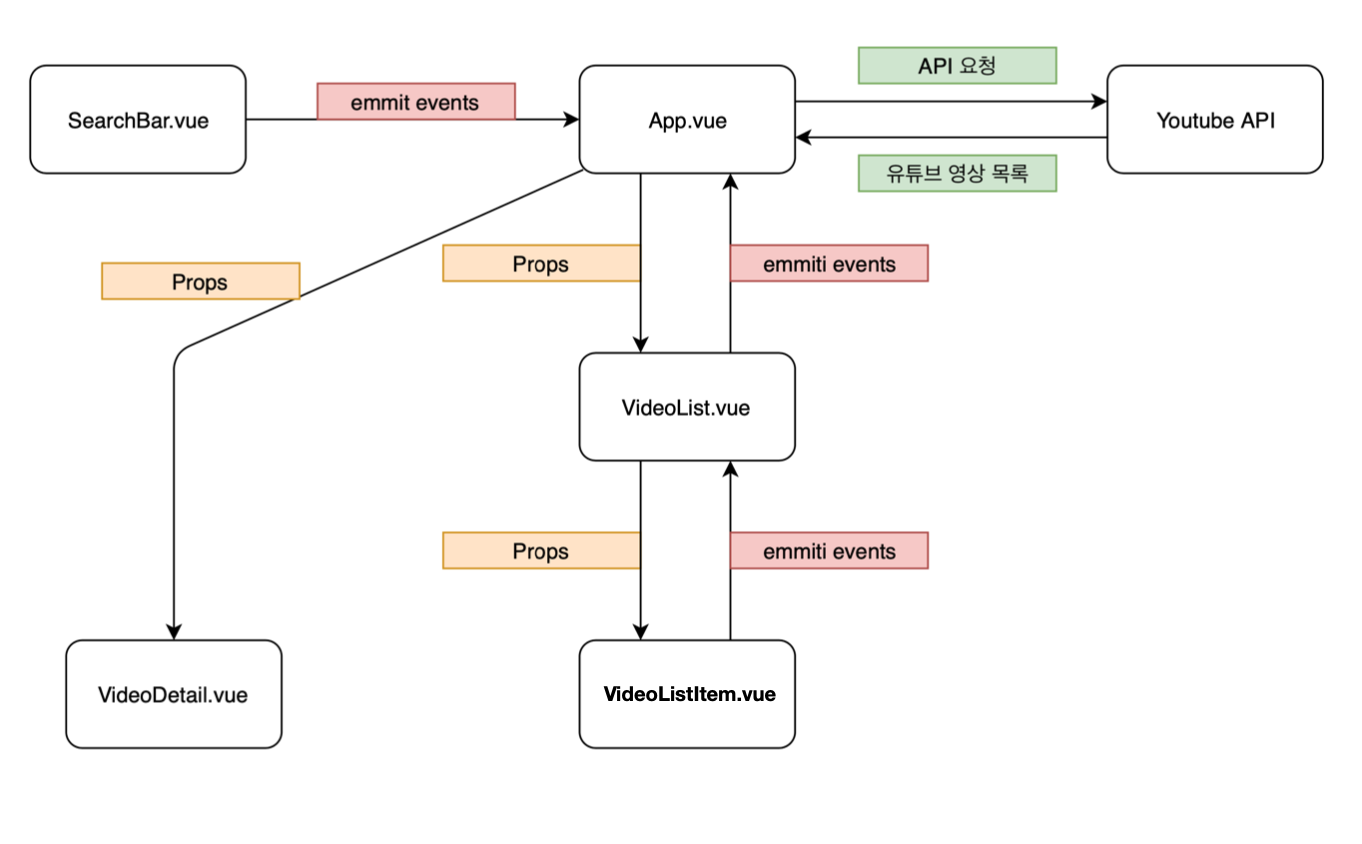 API 요청
emmit events
SearchBar.vue
App.vue
Youtube API
유튜브 영상 목록
Props
Props
emmiti events
VideoList.vue
Props
emmiti events
VideoDetail.vue
VideoListItem.vue